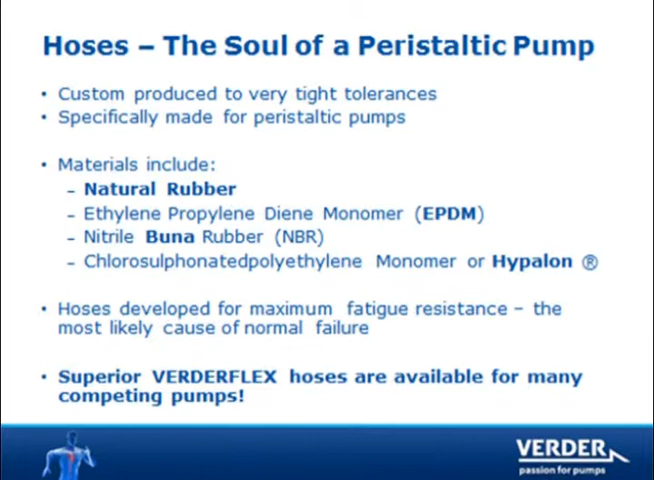 Hoses – The Soul of a Peristaltic Pump
• Custom produced to very tight tolerances
• Specifically made for peristaltic pumps
• Materials include:
– Natural Rubber
– Ethylene Propylene Diene Monomer (EPDM)
– Nitrile Buna Rubber (NBR)
– Chlorosulphonatedpolyethylene Monomer or Hypalon ®
• Hoses developed for maximum fatigue resistance – the
most likely cause of normal failure
• Superior VERDERFLEX hoses are available for many
competing pumps!
VERDER
passion for pumps